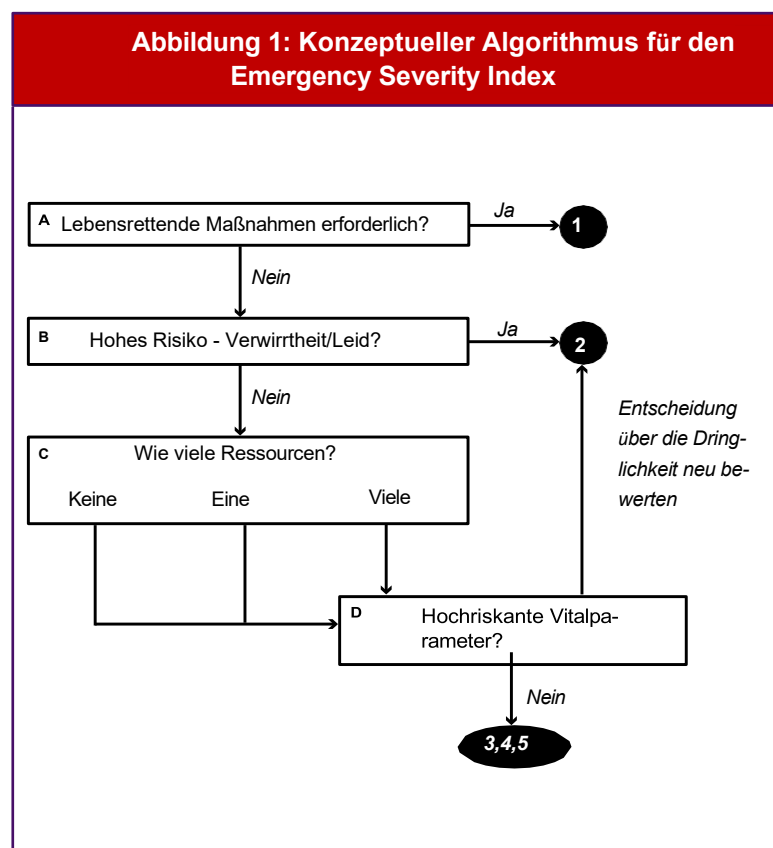 Abbildung 1: Konzeptueller Algorithmus für den
Emergency Severity Index
A Lebensrettende Maßnahmen erforderlich?
Ja
1
Nein
B Hohes Risiko - Verwirrtheit/Leid?
Ja
2
Nein
Entscheidung
über die Dring-
lichkeit neu be-
werten
C Wie viele Ressourcen?
Keine Eine Viele
D Hochriskante Vitalpa-
rameter?
Nein
3,4,5